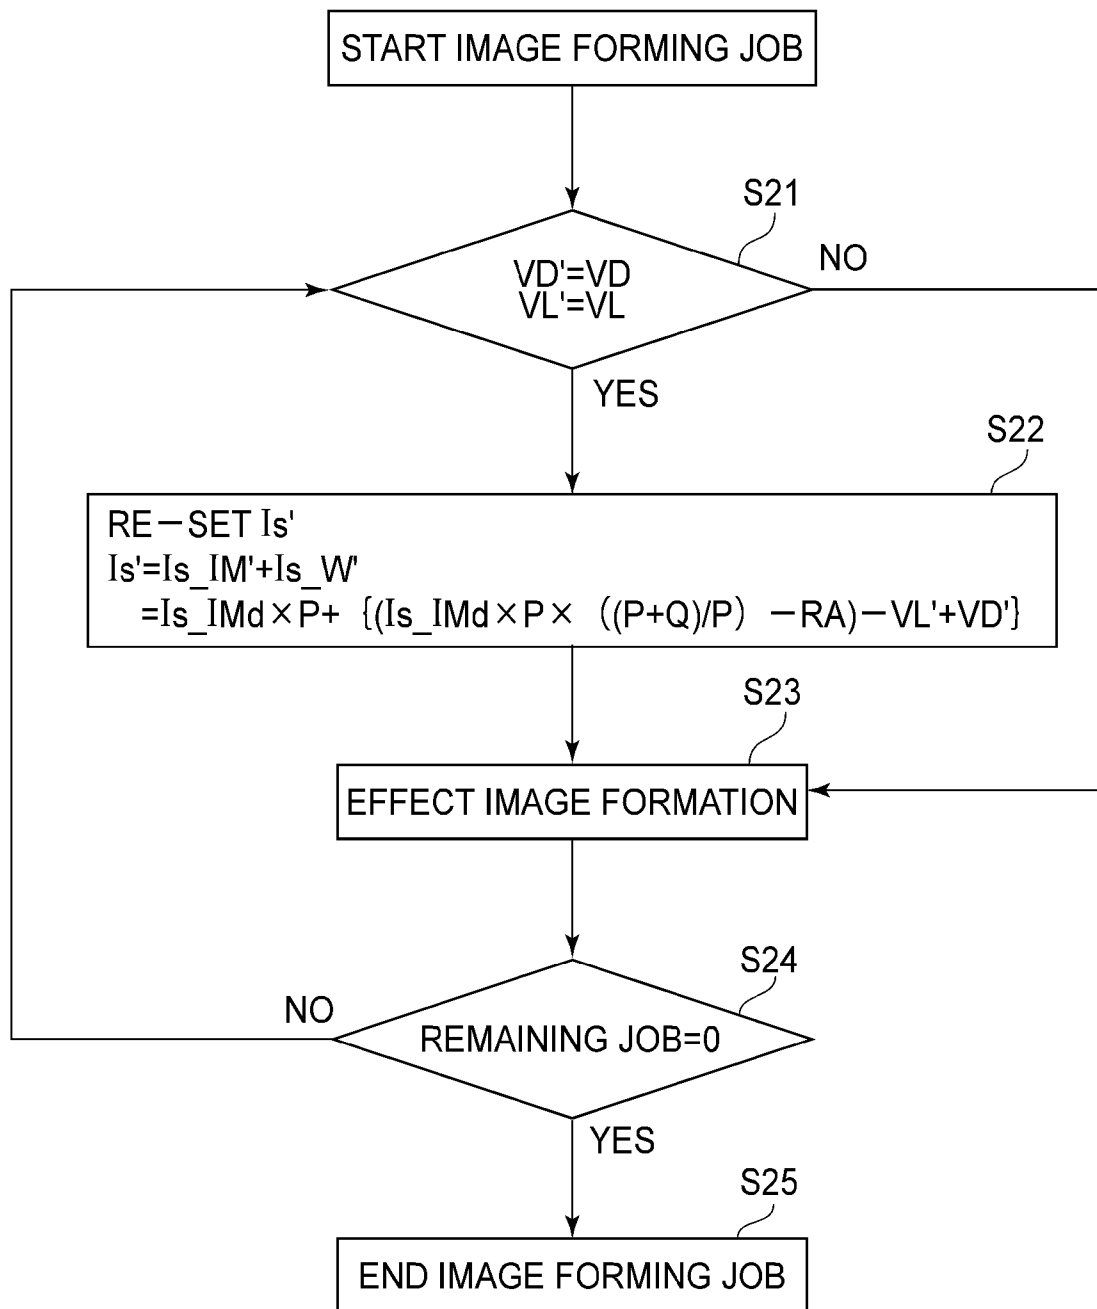 START IMAGE FORMING JOB
S21
VD'=VD
VL'=VL
NO
YES
S22
RE-SET Is'
Is'=Is_IM'+Is_W'
=Is_IMd×P+ {(Is_IMd×P× ((P+Q)/P) -RA)-VL'+VD'}
S23
EFFECT IMAGE FORMATION
S24
REMAINING JOB=0
NO
YES
S25
END IMAGE FORMING JOB